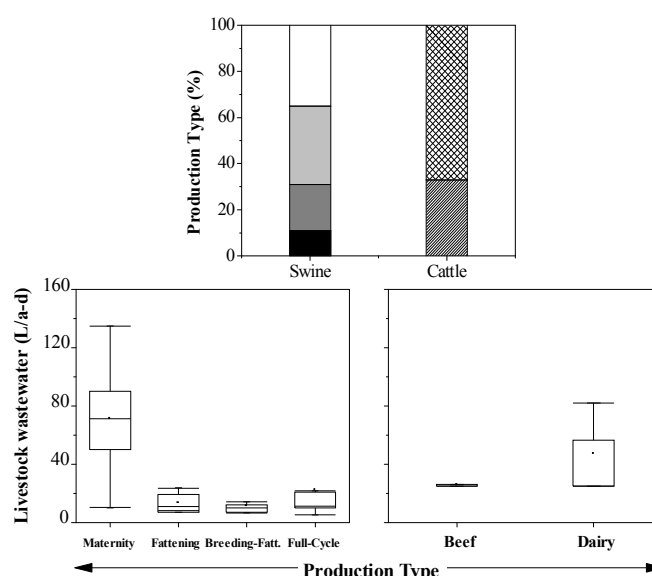 100
80
60
40
20
0
Production Type (%)
Swine Cattle
160
120
80
40
0
Livestock wastewater (L/a-d)
Maternity Fattening Breeding-Fatt. Full-Cycle
Beef Dairy
Production Type